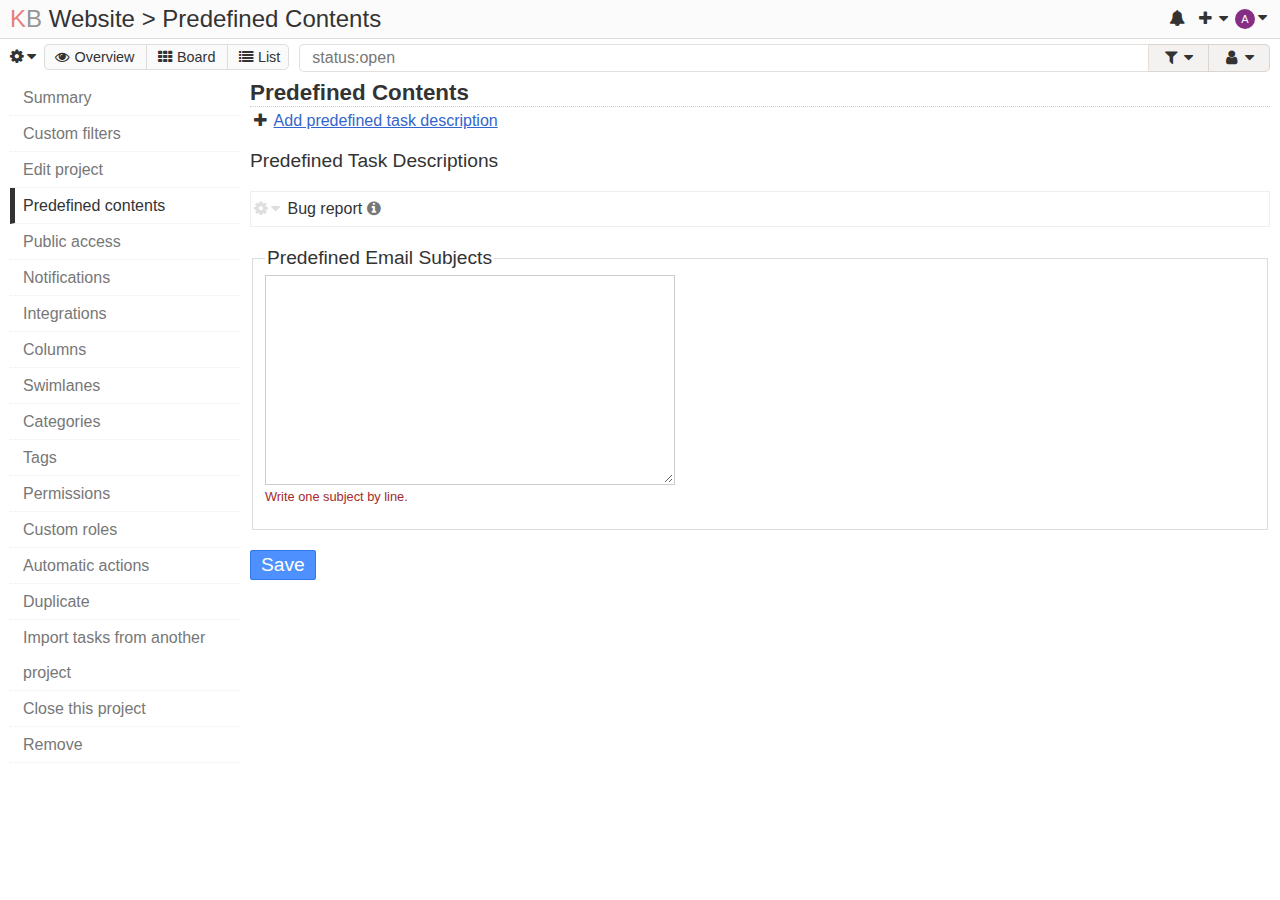 KB Website > Predefined Contents
A
Overview
Board
List
status:open
Summary
Custom filters
Edit project
Predefined contents
Public access
Notifications
Integrations
Columns
Swimlanes
Categories
Tags
Permissions
Custom roles
Automatic actions
Duplicate
Import tasks from another
project
Close this project
Remove
Predefined Contents
Add predefined task description
Predefined Task Descriptions
Bug report
Predefined Email Subjects
Write one subject by line.
Save